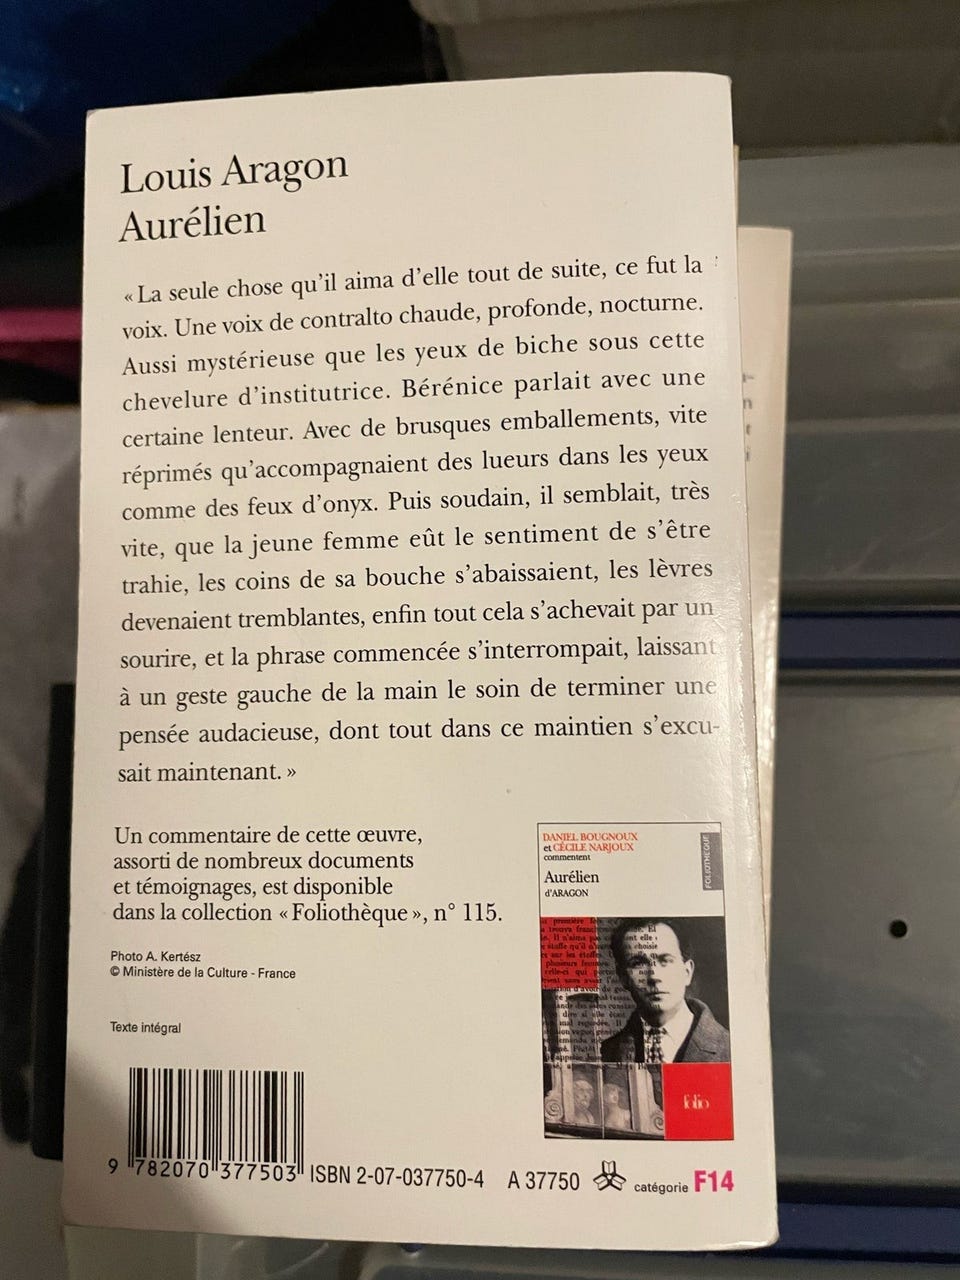 Louis Aragon
Aurélien
« La seule chose qu'il aima d'elle tout de suite, ce fut la
voix. Une voix de contralto chaude, profonde, nocturne.
Aussi mystérieuse que les yeux de biche sous cette
chevelure d'institutrice. Bérénice parlait avec une
certaine lenteur. Avec de brusques emballements, vite
réprimés qu'accompagnaient des lueurs dans les yeux
comme des feux d'onyx. Puis soudain, il semblait, très
vite, que la jeune femme eût le sentiment de s'être
trahie, les coins de sa bouche s'abaissaient, les lèvres
devenaient tremblantes, enfin tout cela s'achevait par un
sourire, et la phrase commencée s'interrompait, laissant
à un geste gauche de la main le soin de terminer une
pensée audacieuse, dont tout dans ce maintien s'excu-
sait maintenant. »
Un commentaire de cette œuvre,
assorti de nombreux documents
et témoignages, est disponible
dans la collection « Foliothèque », n° 115.
Photo A. Kertész
© Ministère de la Culture - France
Texte intégral
DANIEL BOUGNOUX
et CÉCILE NARJOUX
commentent
Aurélien
d'ARAGON
FOLIOTHÈQUE
folio
9 782070 377503
ISBN 2-07-037750-4
A 37750
catégorie F14